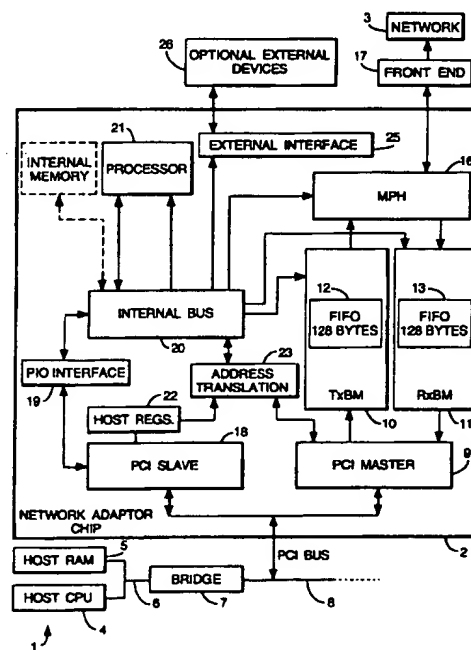 3
NETWORK
26
OPTIONAL EXTERNAL
DEVICES
17
FRONT END
21
INTERNAL
MEMORY
PROCESSOR
25
EXTERNAL INTERFACE
16
MPH
12
13
FIFO
128 BYTES
FIFO
128 BYTES
INTERNAL BUS
20
23
PIO INTERFACE
19
ADDRESS
TRANSLATION
TxBM
RxBM
22
10
11
HOST REGS.
18
9
PCI SLAVE
PCI MASTER
NETWORK ADAPTOR
CHIP
5
2
HOST RAM
PCI BUS
BRIDGE
HOST CPU
6
7
8
1
4